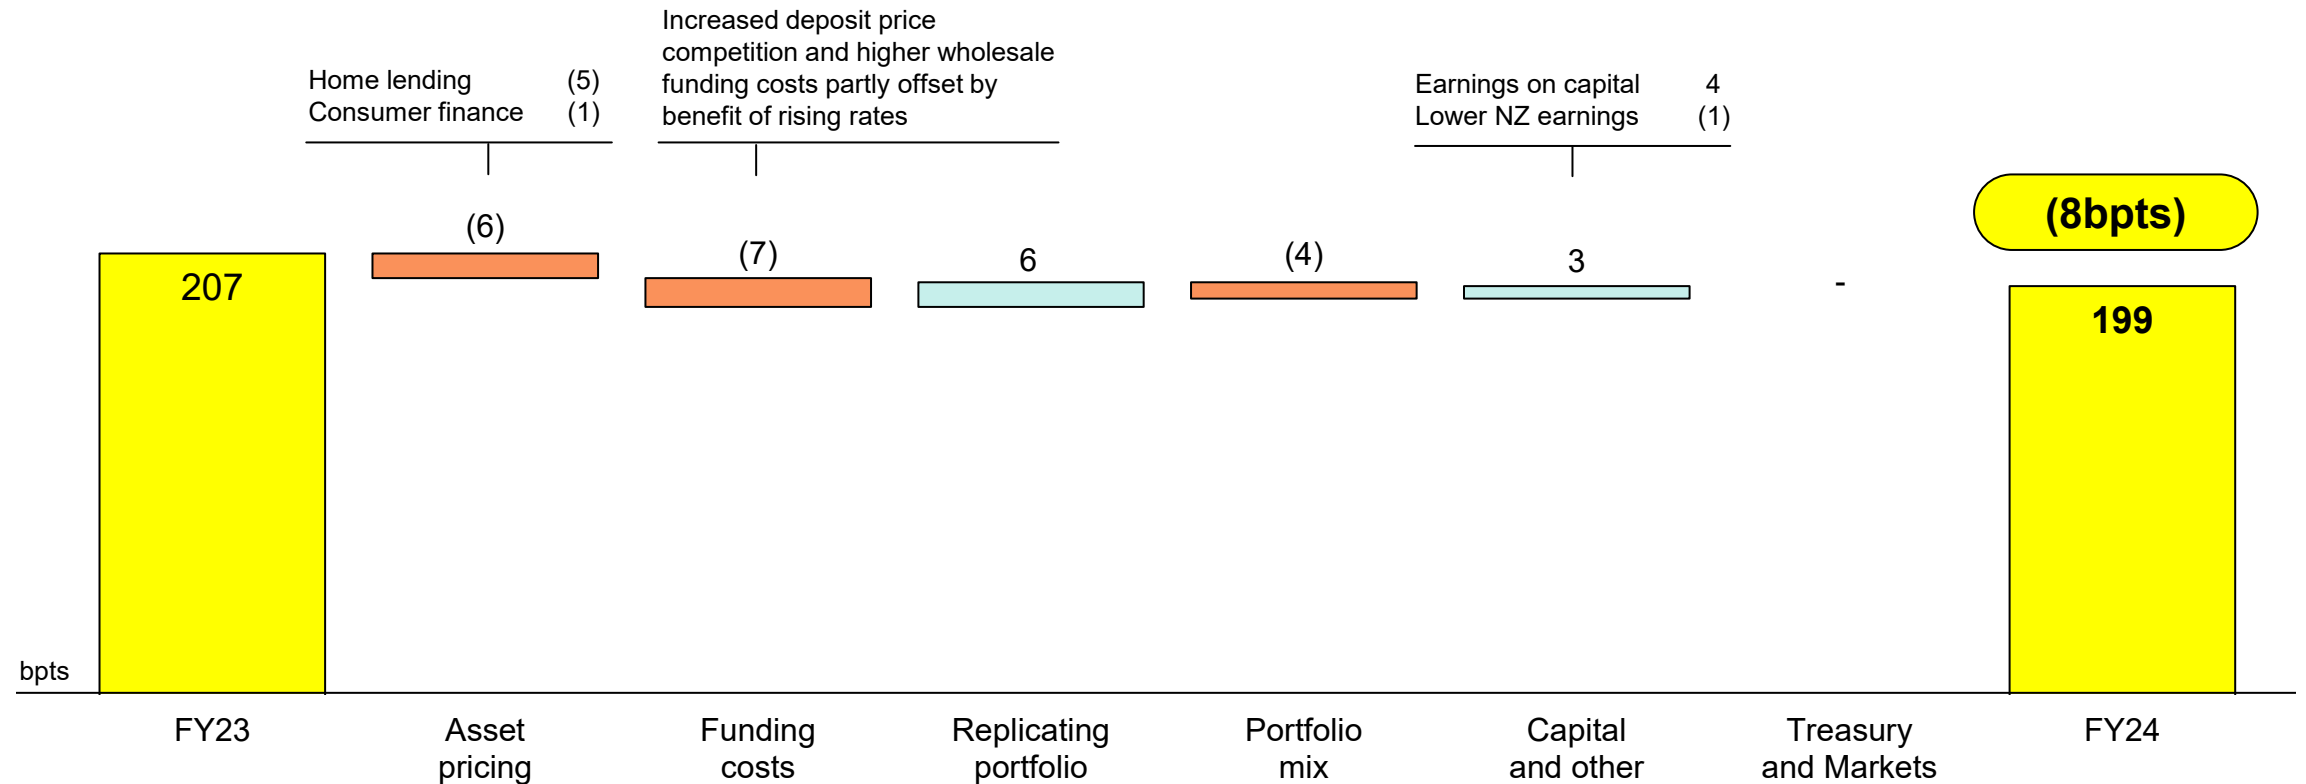 Increased deposit price
competition and higher wholesale
funding costs partly offset by
benefit of rising rates
Home lending (5)
Consumer finance (1)
Earnings on capital 4
Lower NZ earnings (1)
(8bpts)
207
(6)
(7)
6
(4)
3
-
199
bpts
FY23
Asset
pricing
Funding
costs
Replicating
portfolio
Portfolio
mix
Capital
and other
Treasury
and Markets
FY24